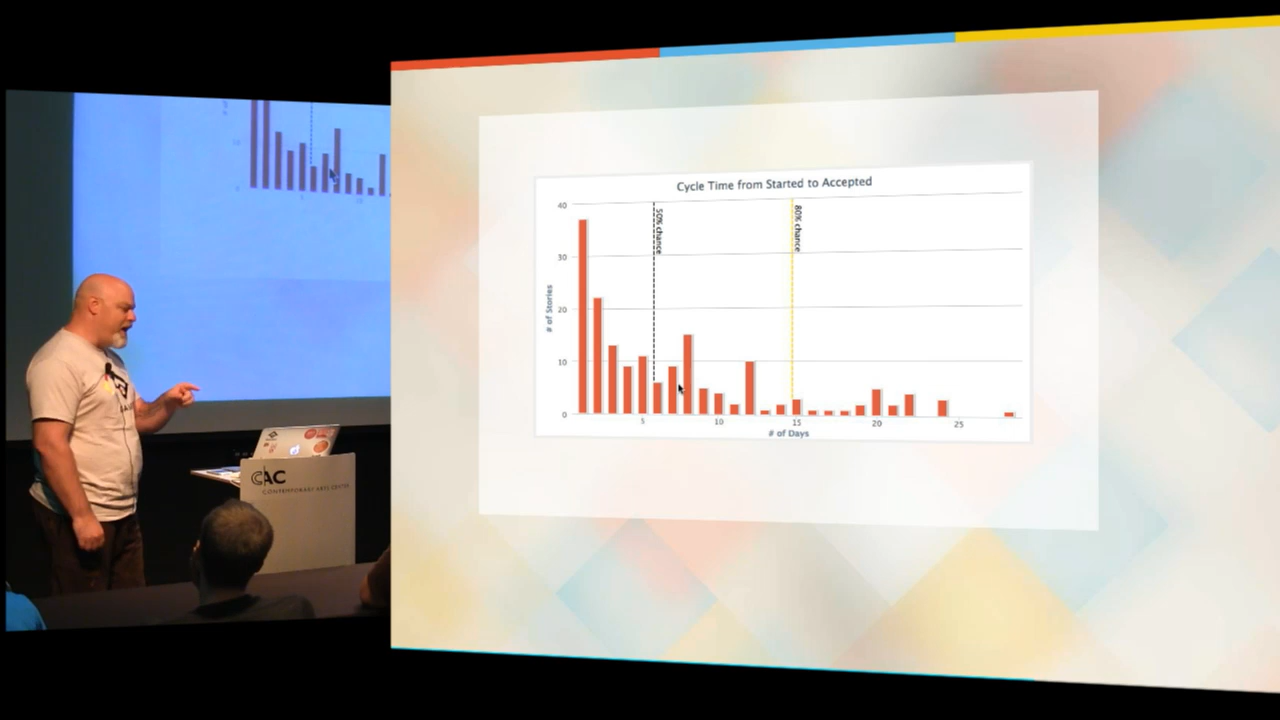 Cycle Time from Started to Accepted
# of Stories
40
30
20
10
0
50% chance
80% chance
5
10
15
20
25
# of Days
CAC
CONTEMPORARY ARTS CENTER